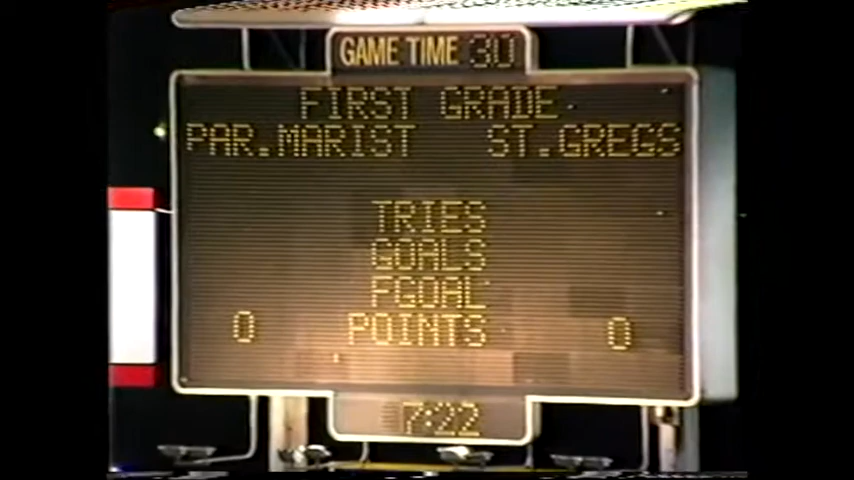 GAME TIME 30
FIRST GRADE
PAR.MARIST ST.GREGS
TRIES
GOALS
FGOAL
0 POINTS 0
7:22